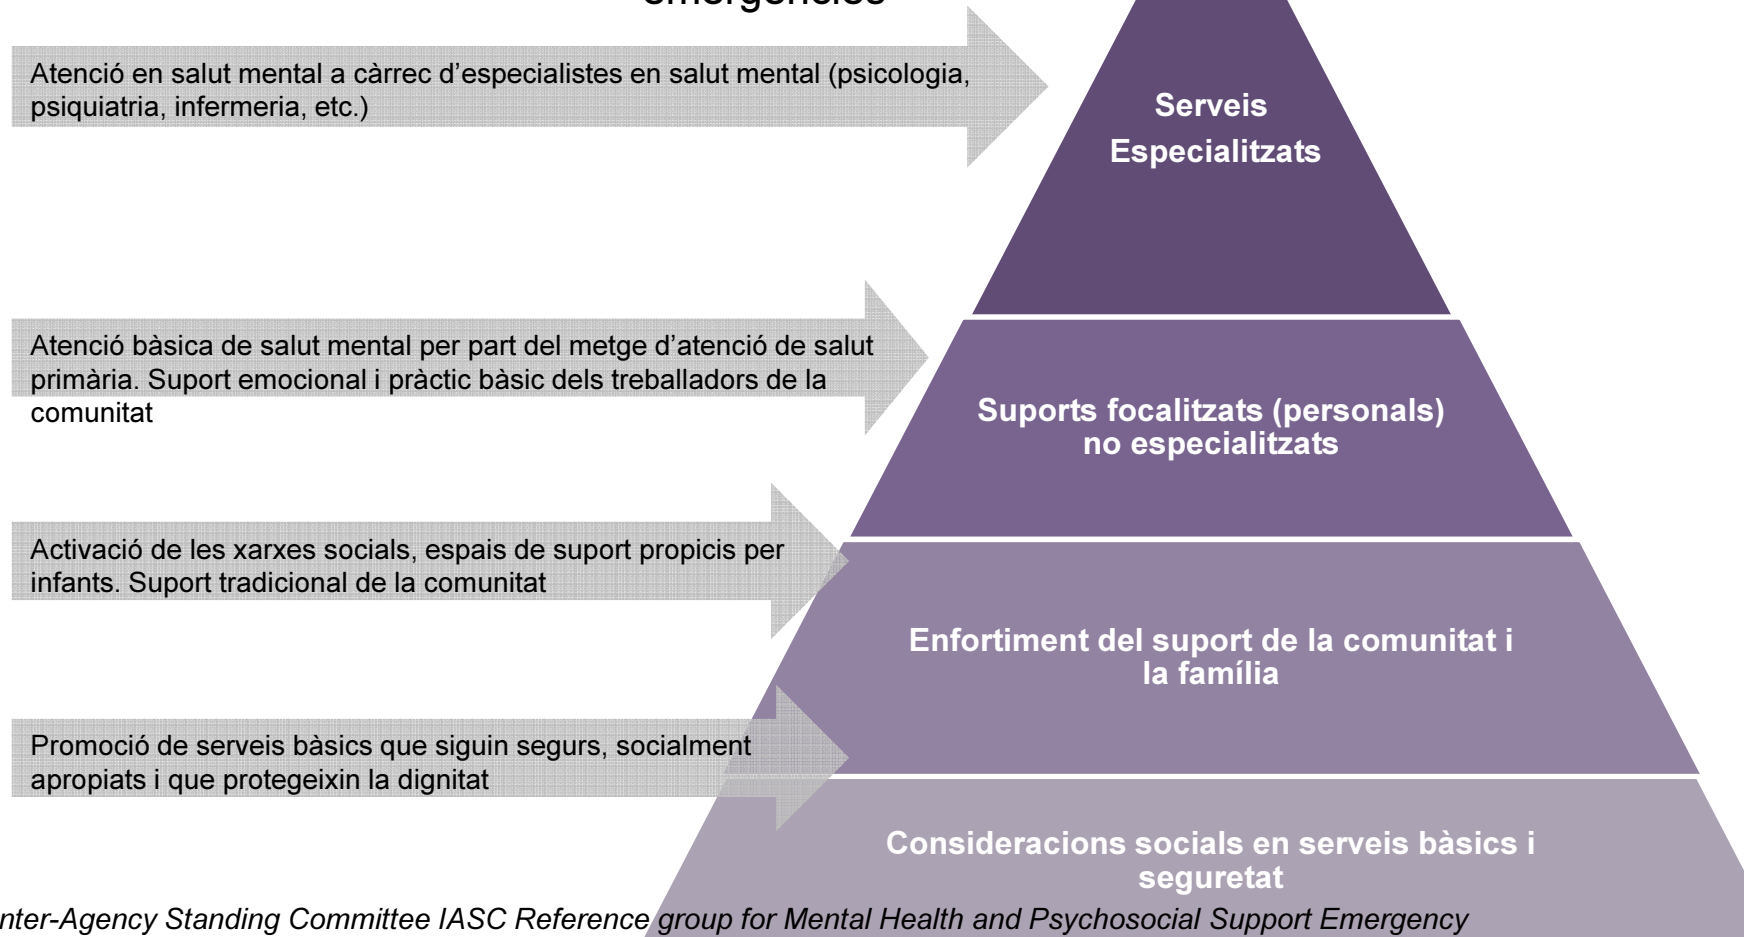 emergències
Atenció en salut mental a càrrec d’especialistes en salut mental (psicologia,
psiquiatria, infermeria, etc.)
Serveis
Especialitzats
Atenció bàsica de salut mental per part del metge d’atenció de salut
primària. Suport emocional i pràctic bàsic dels treballadors de la
comunitat
Suports focalitzats (personals)
no especialitzats
Activació de les xarxes socials, espais de suport propicis per
infants. Suport tradicional de la comunitat
Enfortiment del suport de la comunitat i
la família
Promoció de serveis bàsics que siguin segurs, socialment
apropiats i que protegeixin la dignitat
Consideracions socials en serveis bàsics i
seguretat
nter-Agency Standing Committee IASC Reference group for Mental Health and Psychosocial Support Emergency